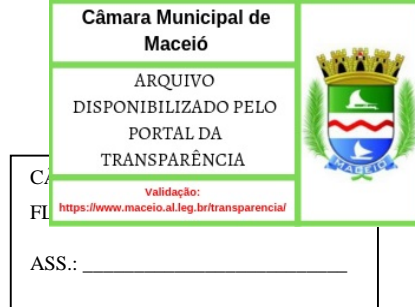 Câmara Municipal de
Maceió
ARQUIVO
DISPONIBILIZADO PELO
PORTAL DA
TRANSPARÊNCIA
Validação:
https://www.maceio.al.leg.br/transparencia/
MACEIÓ
ASS.: ___________________________